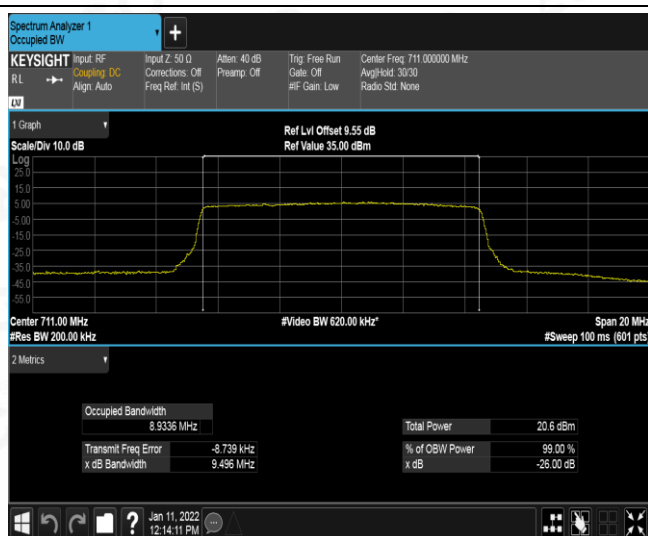 Spectrum Analyzer 1
Occupied BW
+
KEYSIGHT Input: RF Input Z: 50 Ω Atten: 40 dB Trig: Free Run Center Freq: 711.000000 MHz
RL Coupling: DC Corrections: Off Preamp: Off Gate: Off Avg|Hold: 30/30
Align: Auto Freq Ref: Int (S) #IF Gain: Low Radio Std: None
LXI
1 Graph Ref Lvl Offset 9.55 dB
Scale/Div 10.0 dB Ref Value 35.00 dBm
Log
25.0
15.0
5.00
-5.00
-15.0
-25.0
-35.0
-45.0
-55.0
Center 711.00 MHz #Video BW 620.00 kHz* Span 20 MHz
#Res BW 200.00 kHz #Sweep 100 ms (601 pts)
2 Metrics
Occupied Bandwidth
8.9336 MHz Total Power 20.6 dBm
Transmit Freq Error -8.739 kHz % of OBW Power 99.00 %
x dB Bandwidth 9.496 MHz x dB -26.00 dB
? Jan 11, 2022
12:14:11 PM